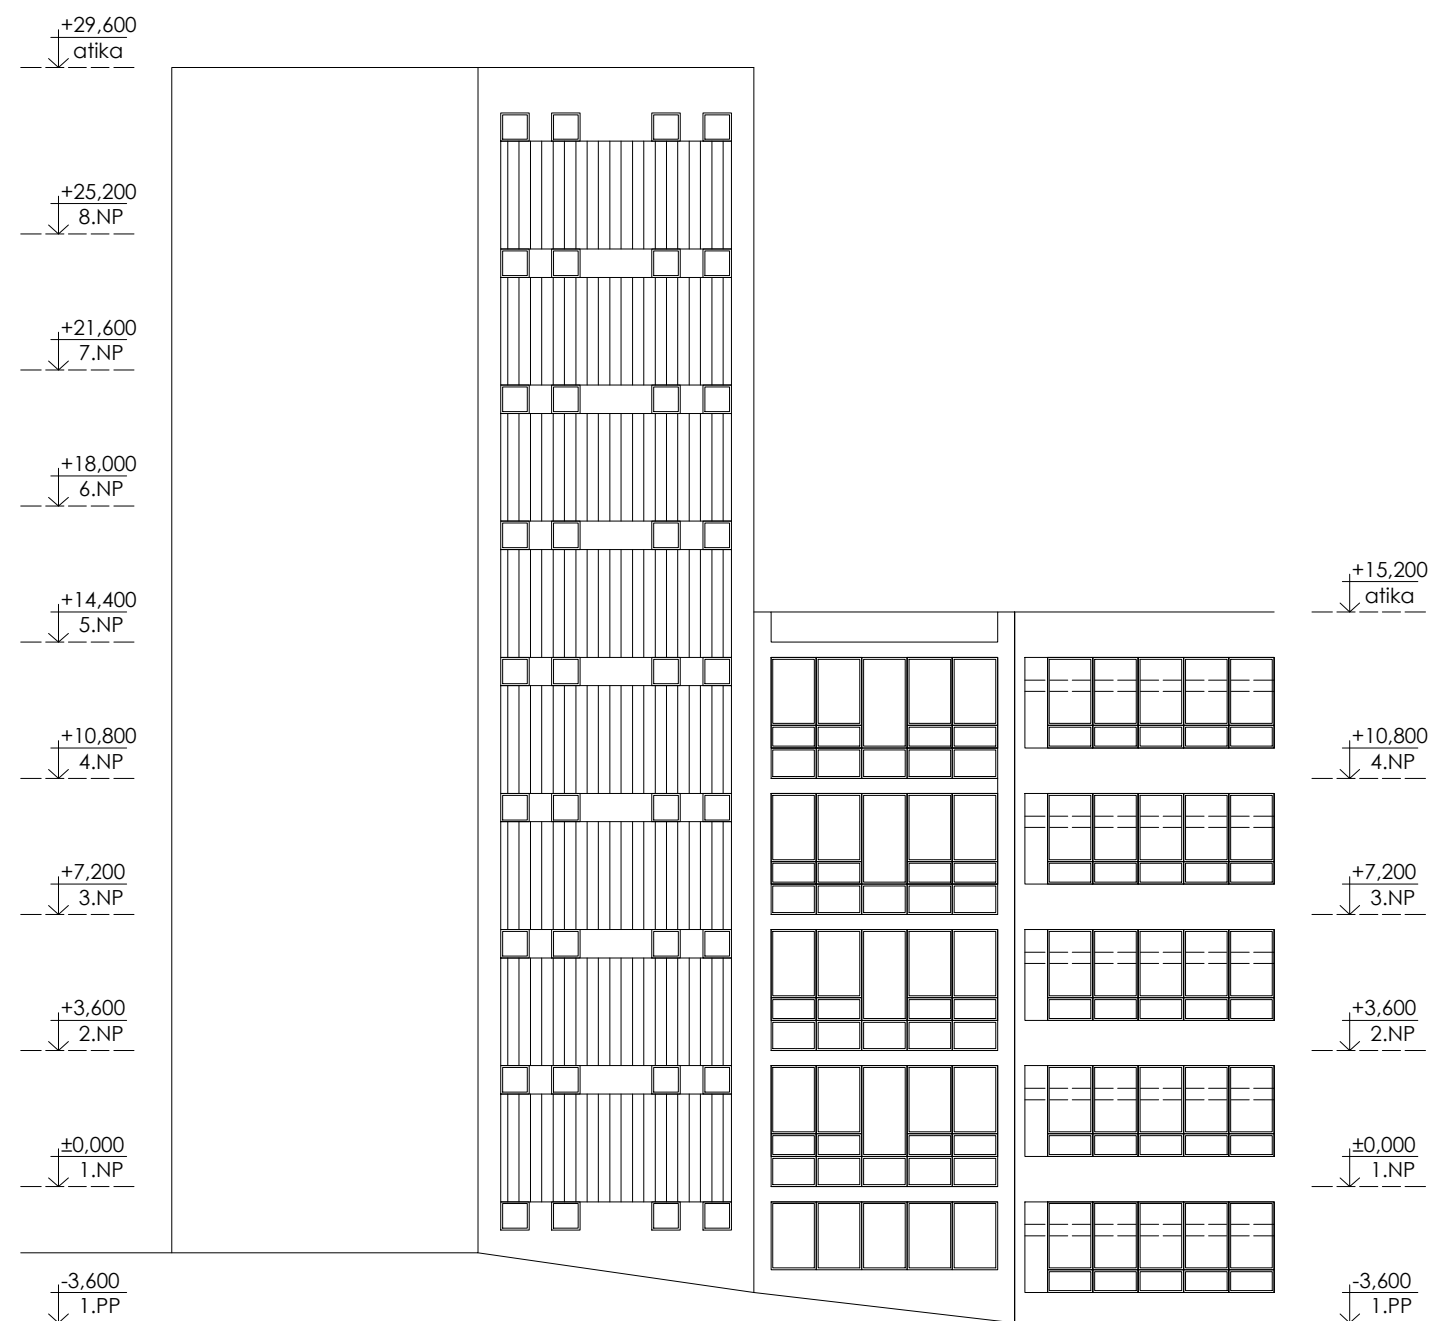 +29,600
atika
+25,200
8.NP
+21,600
7.NP
+18,000
6.NP
+14,400
5.NP
+10,800
4.NP
+7,200
3.NP
+3,600
2.NP
±0,000
1.NP
-3,600
1.PP
+15,200
atika
+10,800
4.NP
+7,200
3.NP
+3,600
2.NP
±0,000
1.NP
-3,600
1.PP